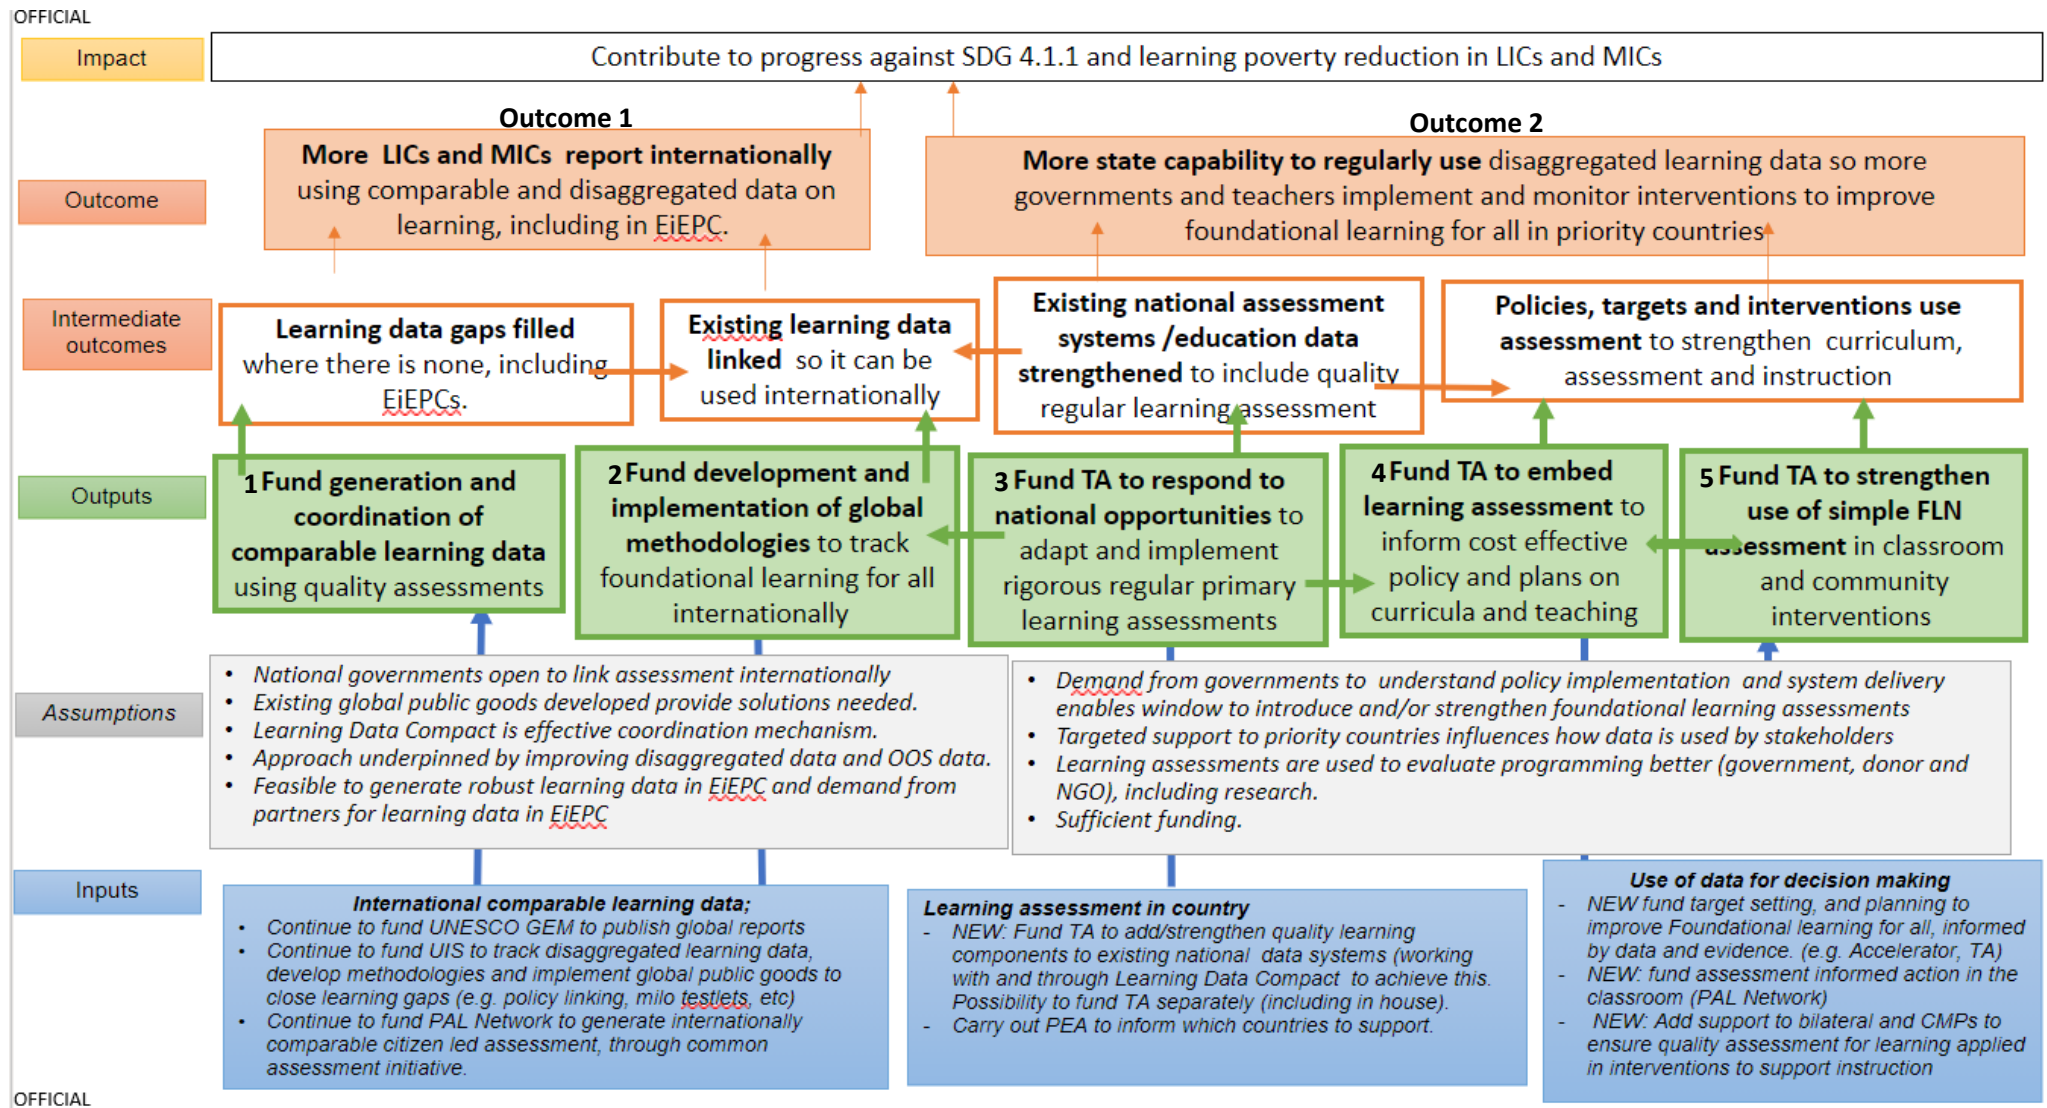 OFFICIAL
Impact
Contribute to progress against SDG 4.1.1 and learning poverty reduction in LICs and MICs
Outcome 1
Outcome 2
Outcome
More LICs and MICs report internationally
using comparable and disaggregated data on
learning, including in EiEPC.
More state capability to regularly use disaggregated learning data so more
governments and teachers implement and monitor interventions to improve
foundational learning for all in priority countries
Intermediate
outcomes
Learning data gaps filled
where there is none, including
EiEPCs.
Existing learning data
linked so it can be
used internationally
Existing national assessment
systems /education data
strengthened to include quality
regular learning assessment
Policies, targets and interventions use
assessment to strengthen curriculum,
assessment and instruction
Outputs
1 Fund generation and
coordination of
comparable learning data
using quality assessments
2 Fund development and
implementation of global
methodologies to track
foundational learning for all
internationally
3 Fund TA to respond to
national opportunities to
adapt and implement
rigorous regular primary
learning assessments
4 Fund TA to embed
learning assessment to
inform cost effective
policy and plans on
curricula and teaching
5 Fund TA to strengthen
use of simple FLN
assessment in classroom
and community
interventions
Assumptions
• National governments open to link assessment internationally
• Existing global public goods developed provide solutions needed.
• Learning Data Compact is effective coordination mechanism.
• Approach underpinned by improving disaggregated data and OOS data.
• Feasible to generate robust learning data in EiEPC and demand from
partners for learning data in EiEPC
• Demand from governments to understand policy implementation and system delivery
enables window to introduce and/or strengthen foundational learning assessments
• Targeted support to priority countries influences how data is used by stakeholders
• Learning assessments are used to evaluate programming better (government, donor and
NGO), including research.
• Sufficient funding.
Inputs
International comparable learning data;
• Continue to fund UNESCO GEM to publish global reports
• Continue to fund UIS to track disaggregated learning data,
develop methodologies and implement global public goods to
close learning gaps (e.g. policy linking, milo testlets, etc)
• Continue to fund PAL Network to generate internationally
comparable citizen led assessment, through common
assessment initiative.
Learning assessment in country
- NEW: Fund TA to add/strengthen quality learning
components to existing national data systems (working
with and through Learning Data Compact to achieve this.
Possibility to fund TA separately (including in house).
- Carry out PEA to inform which countries to support.
Use of data for decision making
- NEW fund target setting, and planning to
improve Foundational learning for all, informed
by data and evidence. (e.g. Accelerator, TA)
- NEW: fund assessment informed action in the
classroom (PAL Network)
- NEW: Add support to bilateral and CMPs to
ensure quality assessment for learning applied
in interventions to support instruction
OFFICIAL